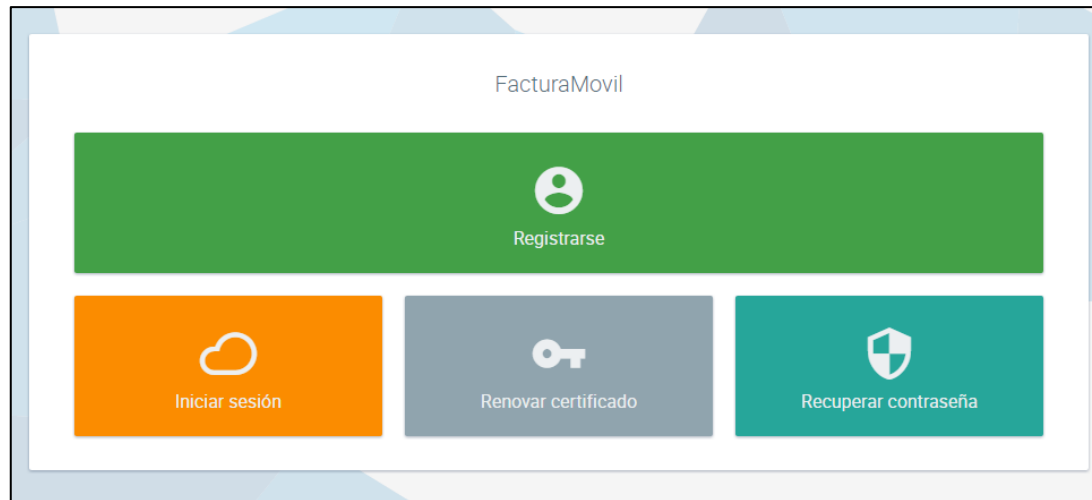 FacturaMovil
Registrarse
Iniciar sesión
Renovar certificado
Recuperar contraseña